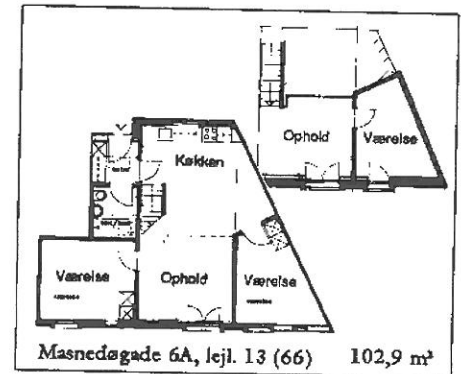 Ophold
Værelse
Køkken
Værelse
Ophold
Værelse
Masnedøgade 6A, lejl. 13 (66) 102,9 m²